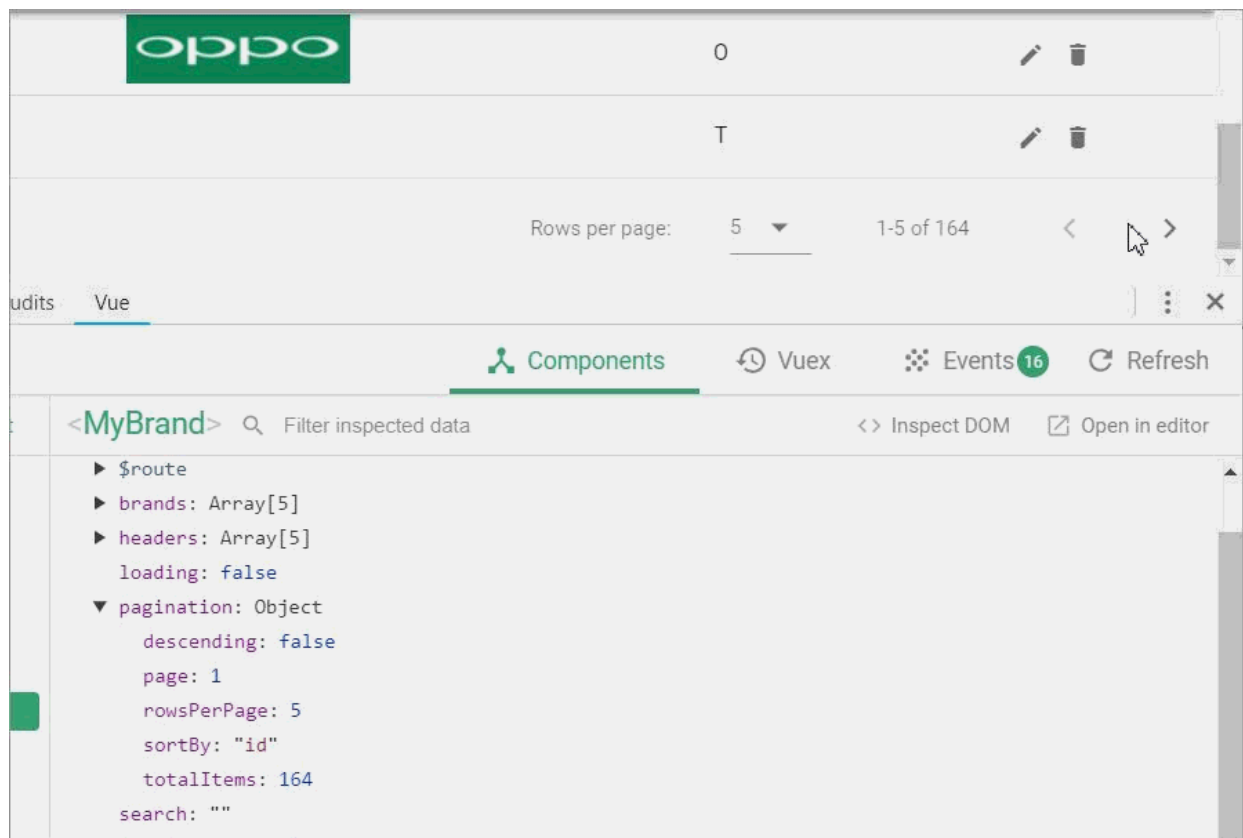 oppo
O
T
Rows per page: 5 1-5 of 164
udits Vue
Components Vuex Events 16 Refresh
<MyBrand> Filter inspected data <> Inspect DOM Open in editor
$route
brands: Array[5]
headers: Array[5]
loading: false
pagination: Object
descending: false
page: 1
rowsPerPage: 5
sortBy: "id"
totalItems: 164
search: ""